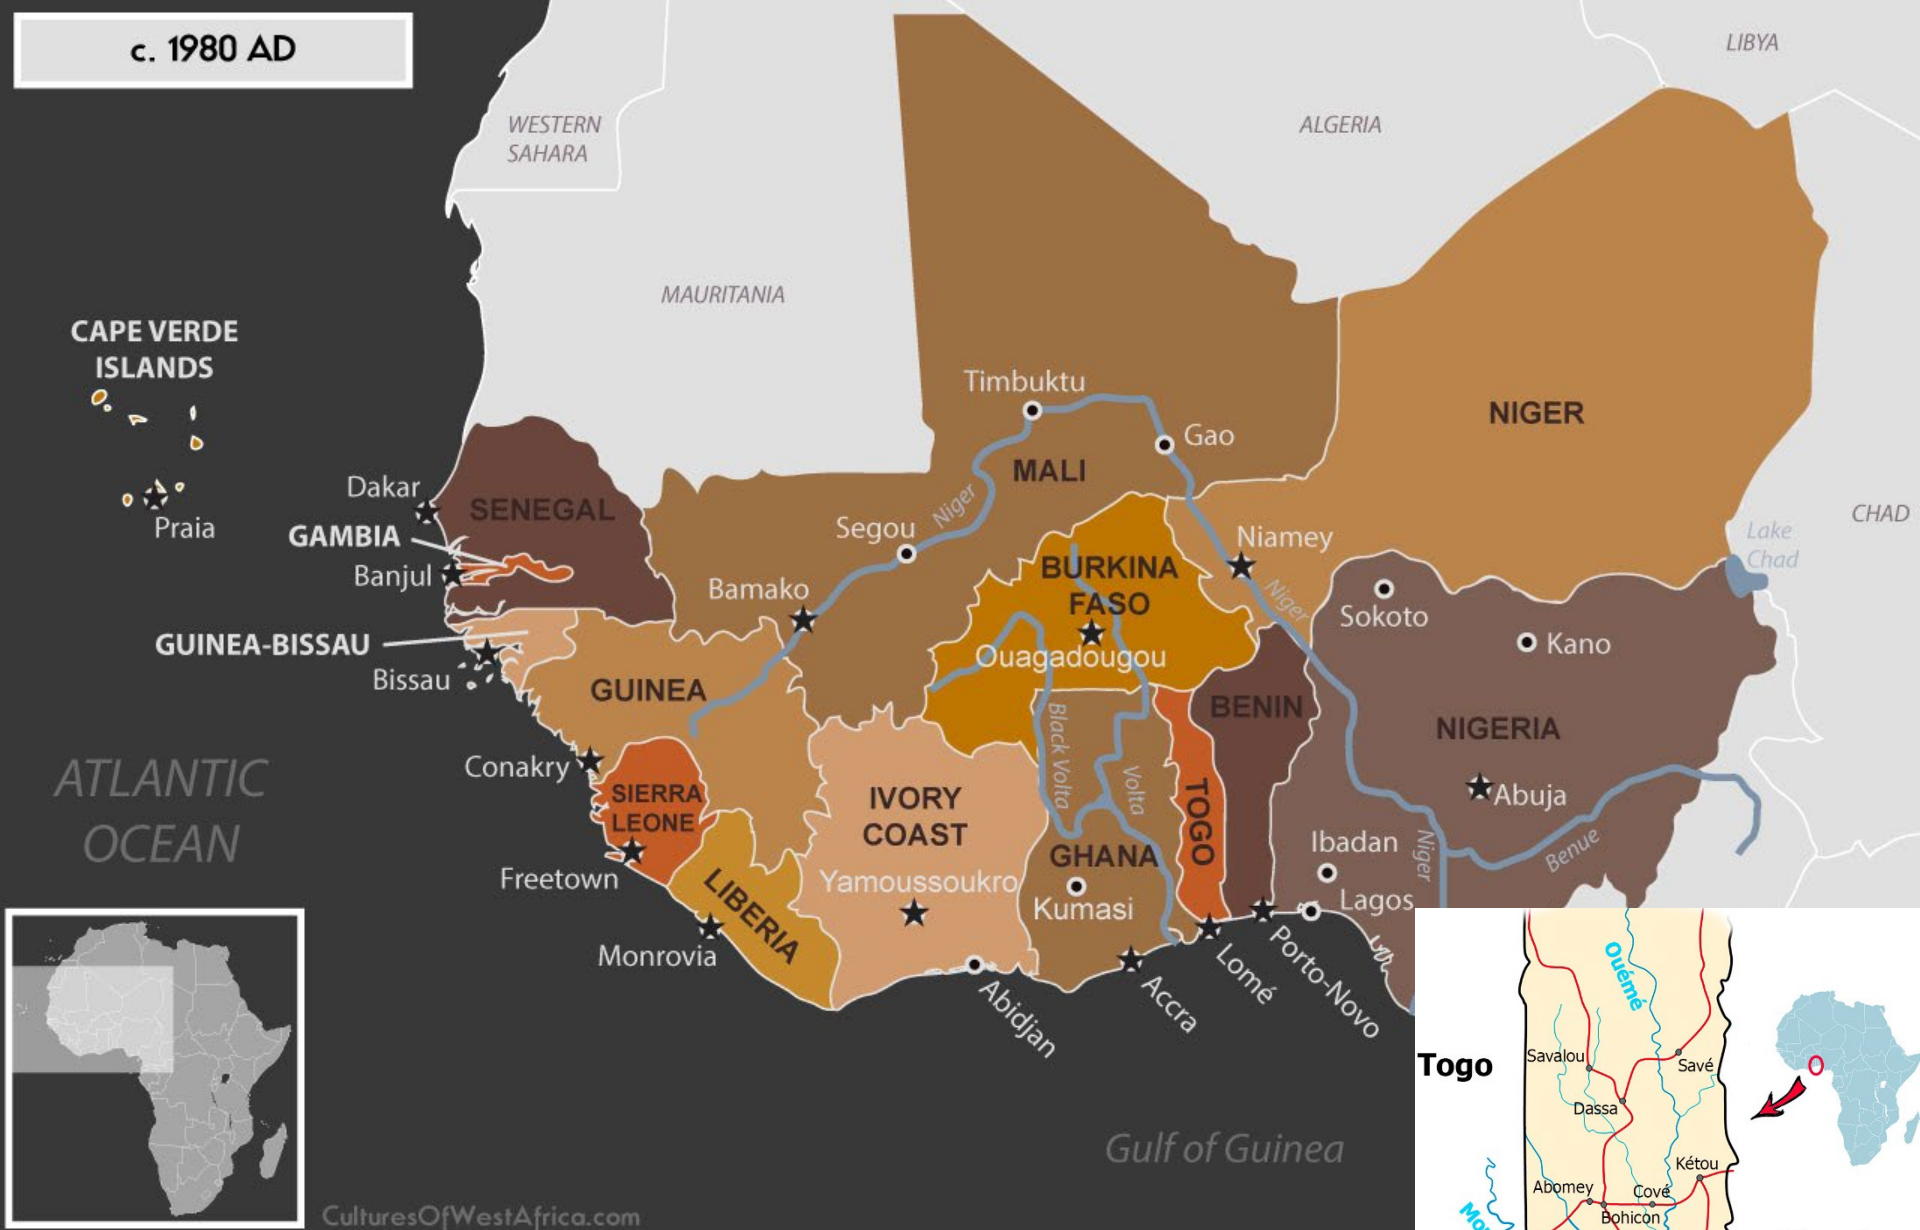 c. 1980 AD
LIBYA
WESTERN
SAHARA
ALGERIA
MAURITANIA
CAPE VERDE
ISLANDS
Praia
Timbuktu
Gao
MALI
NIGER
Niger
Segou
Bamako
Dakar
SENEGAL
GAMBIA
Banjul
GUINEA-BISSAU
Bissau
GUINEA
Conakry
SIERRA
LEONE
Freetown
LIBERIA
Monrovia
IVORY
COAST
Yamoussoukro
Abidjan
BURKINA
FASO
Ouagadougou
Black Volta
Volta
GHANA
Kumasi
Accra
TOGO
Lomé
BENIN
Porto-Novo
Niamey
Niger
Sokoto
Kano
NIGERIA
Abuja
Ibadan
Lagos
Niger
Benue
Lake
Chad
CHAD
ATLANTIC
OCEAN
Gulf of Guinea
CulturesOfWestAfrica.com
Togo
Ouémé
Savalou
Savé
Dassa
Kétou
Abomey
Cové
Bohicon